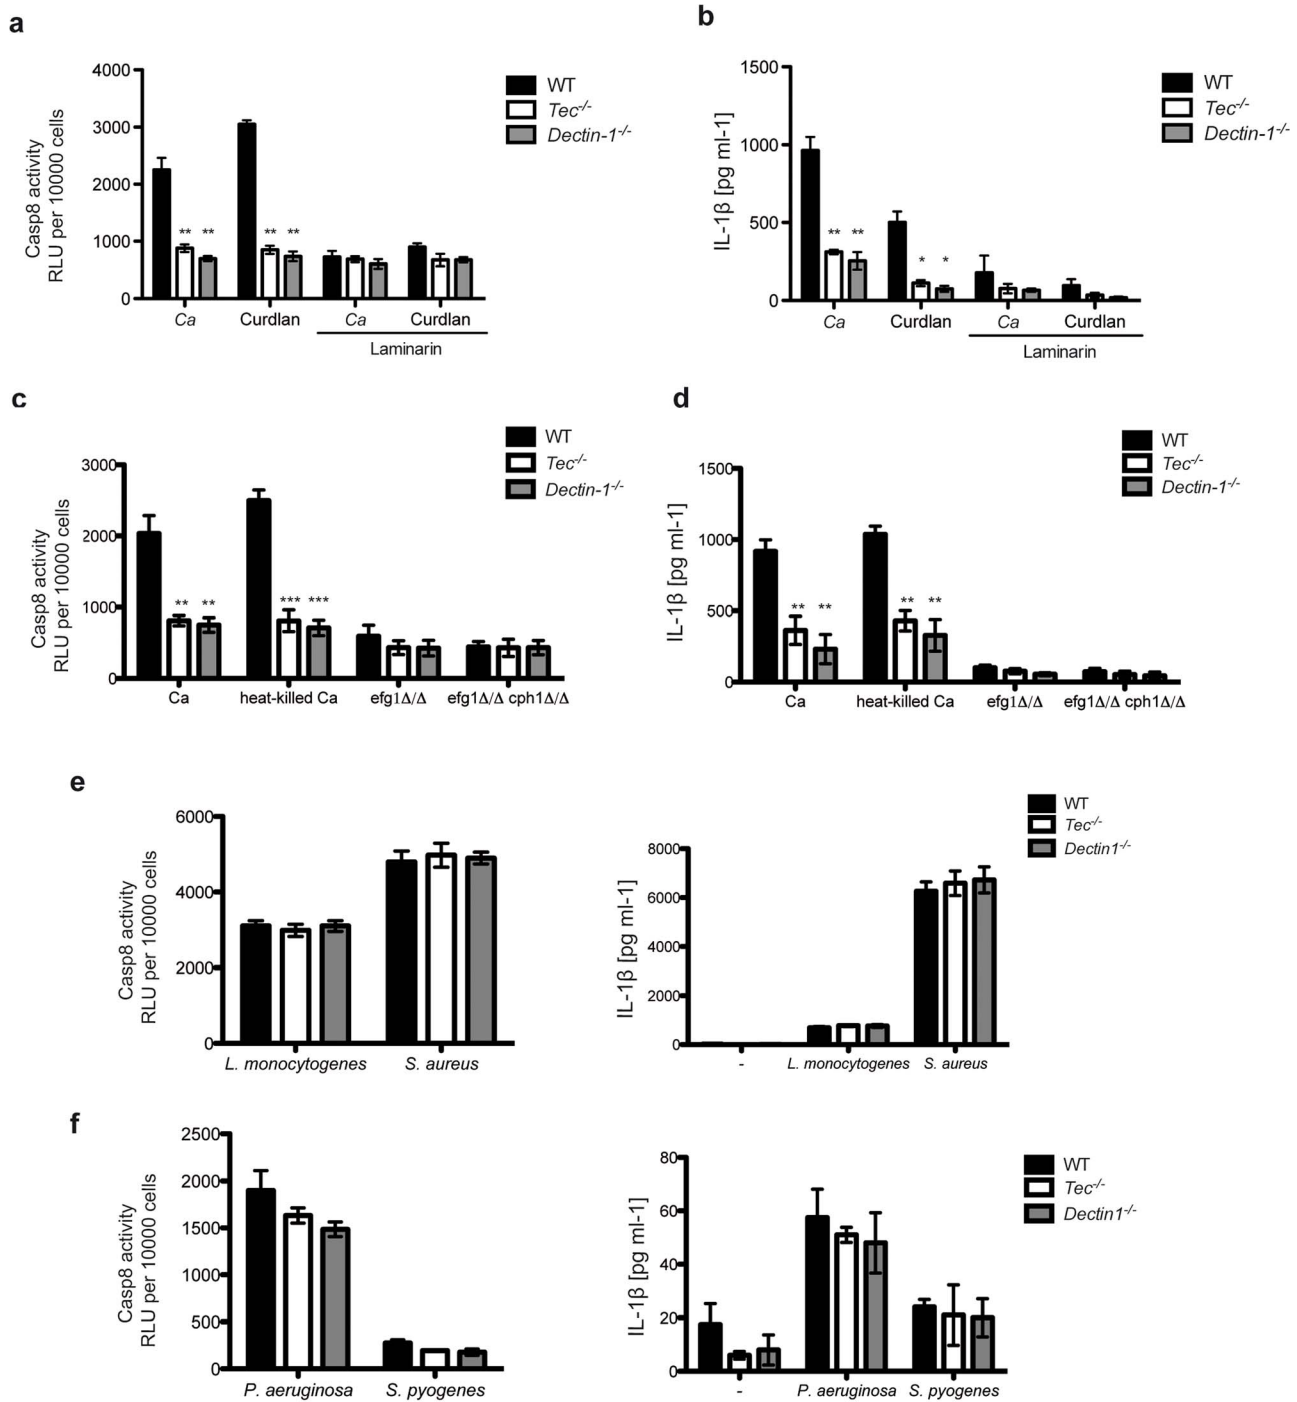 a
Casp8 activity
RLU per 10000 cells
4000
3000
2000
1000
0
** ** ** **
Ca Curdlan Ca Curdlan
Laminarin
WT
Tec-/-
Dectin-1-/-
b
IL-1β [pg ml-1]
1500
1000
500
0
** ** * *
Ca Curdlan Ca Curdlan
Laminarin
WT
Tec-/-
Dectin-1-/-
c
Casp8 activity
RLU per 10000 cells
3000
2000
1000
0
** ** *** ***
Ca heat-killed Ca efg1Δ/Δ efg1Δ/Δ cph1Δ/Δ
WT
Tec-/-
Dectin-1-/-
d
IL-1β [pg ml-1]
1500
1000
500
0
** ** ** **
Ca heat-killed Ca efg1Δ/Δ efg1Δ/Δ cph1Δ/Δ
WT
Tec-/-
Dectin-1-/-
e
Casp8 activity
RLU per 10000 cells
6000
4000
2000
0
L. monocytogenes S. aureus
IL-1β [pg ml-1]
8000
6000
4000
2000
0
- L. monocytogenes S. aureus
WT
Tec-/-
Dectin1-/-
f
Casp8 activity
RLU per 10000 cells
2500
2000
1500
1000
500
0
P. aeruginosa S. pyogenes
IL-1β [pg ml-1]
80
60
40
20
0
- P. aeruginosa S. pyogenes
WT
Tec-/-
Dectin1-/-